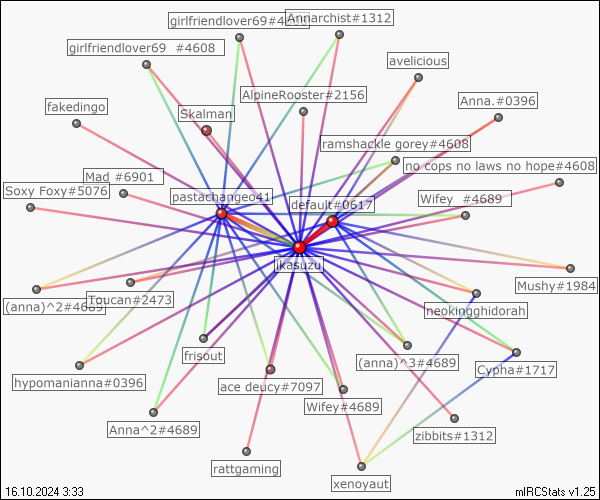 girlfriendlover69#4
Annarchist#1312
girlfriendlover69 #4608
avelicious
AlpineRooster#2156
Anna.#0396
fakedingo
Skalman
ramshackle gorey#4608
no cops no laws no hope#4608
Mad #6901
Soxy Foxy#5076
pastachangeo41
default#0617
Wifey #4689
jkasuzu
Mushy#1984
(anna)^2#4689
Toucan#2473
neokingghidorah
frisout
(anna)^3#4689
Cypha#1717
hypomanianna#0396
ace deucy#7097
Wifey#4689
Anna^2#4689
zibbits#1312
rattgaming
xenoyaut
16.10.2024 3:33
mIRCStats v1.25